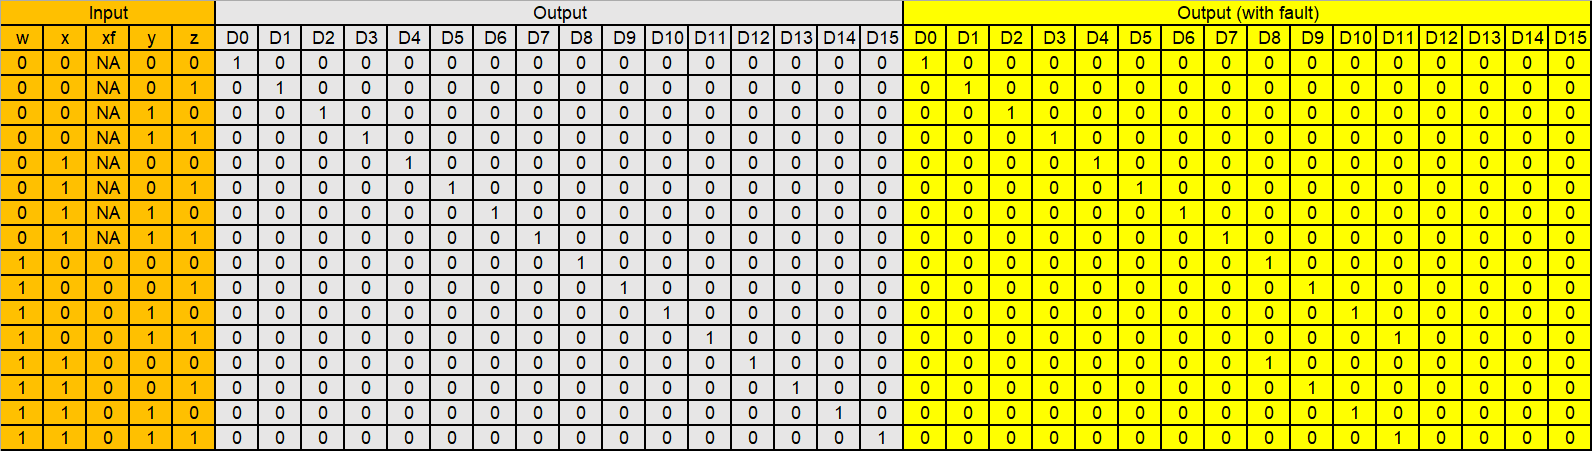 Input Output Output (with fault)
w x xf y z D0 D1 D2 D3 D4 D5 D6 D7 D8 D9 D10 D11 D12 D13 D14 D15 D0 D1 D2 D3 D4 D5 D6 D7 D8 D9 D10 D11 D12 D13 D14 D15
0 0 NA 0 0 1 0 0 0 0 0 0 0 0 0 0 0 0 0 0 0 1 0 0 0 0 0 0 0 0 0 0 0 0 0 0 0
0 0 NA 0 1 0 1 0 0 0 0 0 0 0 0 0 0 0 0 0 0 0 1 0 0 0 0 0 0 0 0 0 0 0 0 0 0
0 0 NA 1 0 0 0 1 0 0 0 0 0 0 0 0 0 0 0 0 0 0 0 1 0 0 0 0 0 0 0 0 0 0 0 0 0
0 0 NA 1 1 0 0 0 1 0 0 0 0 0 0 0 0 0 0 0 0 0 0 0 1 0 0 0 0 0 0 0 0 0 0 0 0
0 1 NA 0 0 0 0 0 0 1 0 0 0 0 0 0 0 0 0 0 0 0 0 0 0 1 0 0 0 0 0 0 0 0 0 0 0
0 1 NA 0 1 0 0 0 0 0 1 0 0 0 0 0 0 0 0 0 0 0 0 0 0 0 1 0 0 0 0 0 0 0 0 0 0
0 1 NA 1 0 0 0 0 0 0 0 1 0 0 0 0 0 0 0 0 0 0 0 0 0 0 0 1 0 0 0 0 0 0 0 0 0
0 1 NA 1 1 0 0 0 0 0 0 0 1 0 0 0 0 0 0 0 0 0 0 0 0 0 0 0 1 0 0 0 0 0 0 0 0
1 0 0 0 0 0 0 0 0 0 0 0 0 1 0 0 0 0 0 0 0 0 0 0 0 0 0 0 0 1 0 0 0 0 0 0 0
1 0 0 0 1 0 0 0 0 0 0 0 0 0 1 0 0 0 0 0 0 0 0 0 0 0 0 0 0 0 1 0 0 0 0 0 0
1 0 0 1 0 0 0 0 0 0 0 0 0 0 0 1 0 0 0 0 0 0 0 0 0 0 0 0 0 0 0 1 0 0 0 0 0
1 0 0 1 1 0 0 0 0 0 0 0 0 0 0 0 1 0 0 0 0 0 0 0 0 0 0 0 0 0 0 0 1 0 0 0 0
1 1 0 0 0 0 0 0 0 0 0 0 0 0 0 0 0 1 0 0 0 0 0 0 0 0 0 0 0 1 0 0 0 0 0 0 0
1 1 0 0 1 0 0 0 0 0 0 0 0 0 0 0 0 0 1 0 0 0 0 0 0 0 0 0 0 0 1 0 0 0 0 0 0
1 1 0 1 0 0 0 0 0 0 0 0 0 0 0 0 0 0 0 1 0 0 0 0 0 0 0 0 0 0 0 1 0 0 0 0 0
1 1 0 1 1 0 0 0 0 0 0 0 0 0 0 0 0 0 0 0 1 0 0 0 0 0 0 0 0 0 0 0 1 0 0 0 0